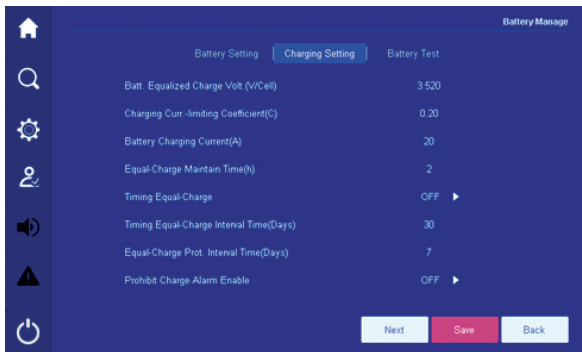 Battery Manage
Battery Setting Charging Setting Battery Test
Batt. Equalized Charge Volt.(V/Cell) 3.520
Charging Curr.-limiting Coefficient(C) 0.20
Battery Charging Current(A) 20
Equal-Charge Maintain Time(h) 2
Timing Equal-Charge OFF
Timing Equal-Charge Interval Time(Days) 30
Equal-Charge Prot. Interval Time(Days) 7
Prohibit Charge Alarm Enable OFF
Next Save Back